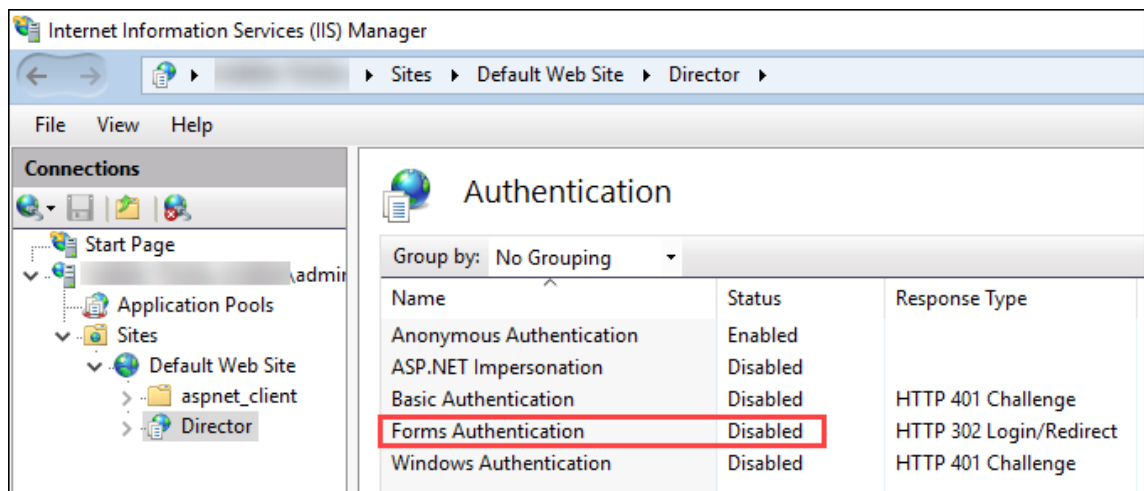 Internet Information Services (IIS) Manager
Sites Default Web Site Director
File View Help
Connections
Authentication
Start Page
Group by: No Grouping
\admin
Name Status Response Type
Application Pools
Anonymous Authentication Enabled
Sites
ASP.NET Impersonation Disabled
Default Web Site
aspnet_client
Basic Authentication Disabled HTTP 401 Challenge
Director
Forms Authentication Disabled HTTP 302 Login/Redirect
Windows Authentication Disabled HTTP 401 Challenge